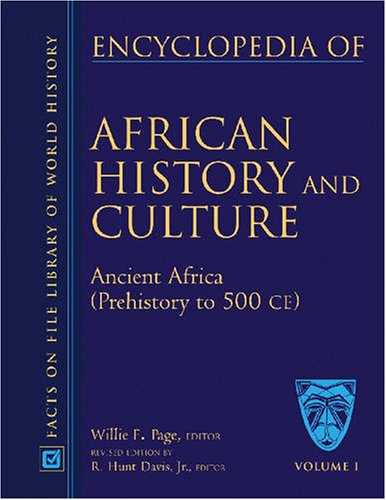 FACTS ON FILE LIBRARY OF WORLD HISTORY
ENCYCLOPEDIA OF
AFRICAN
HISTORY AND
CULTURE
Ancient Africa
(Prehistory to 500 CE)
Willie F. Page, EDITOR
REVISED EDITION BY
R. Hunt Davis, Jr., EDITOR
VOLUME I